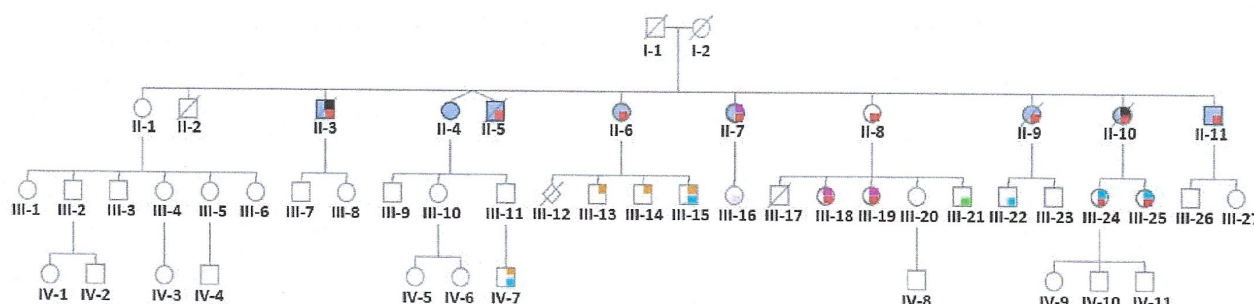 I-1 I-2
II-1 II-2 II-3 II-4 II-5 II-6 II-7 II-8 II-9 II-10 II-11
III-1 III-2 III-3 III-4 III-5 III-6 III-7 III-8 III-9 III-10 III-11 III-12 III-13 III-14 III-15 III-16 III-17 III-18 III-19 III-20 III-21 III-22 III-23 III-24 III-25 III-26 III-27
IV-1 IV-2 IV-3 IV-4 IV-5 IV-6 IV-7 IV-8 IV-9 IV-10 IV-11